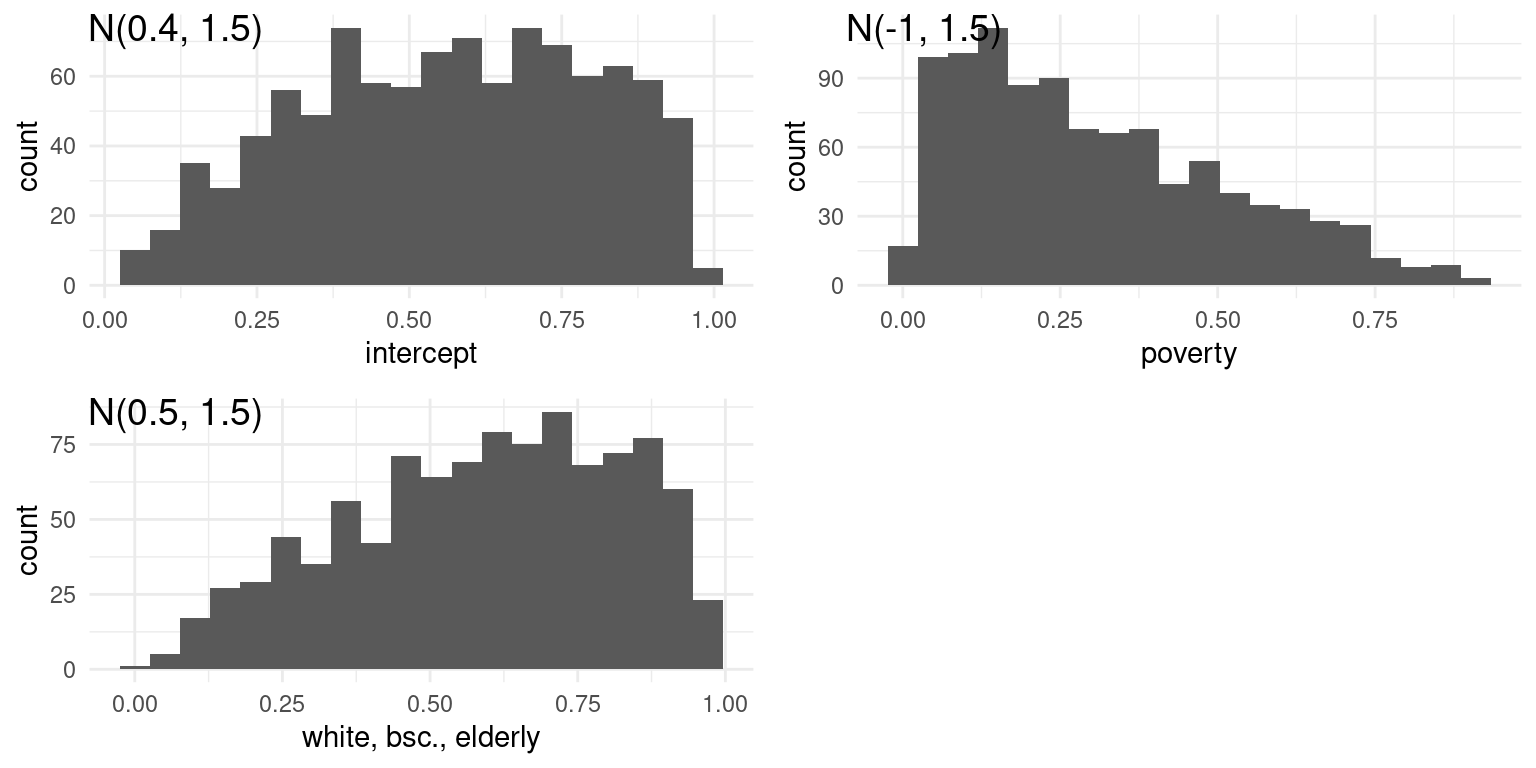 N(0.4, 1.5)
count
60
40
20
0
0.00 0.25 0.50 0.75 1.00
intercept
N(-1, 1.5)
count
90
60
30
0
0.00 0.25 0.50 0.75
poverty
N(0.5, 1.5)
count
75
50
25
0
0.00 0.25 0.50 0.75 1.00
white, bsc., elderly